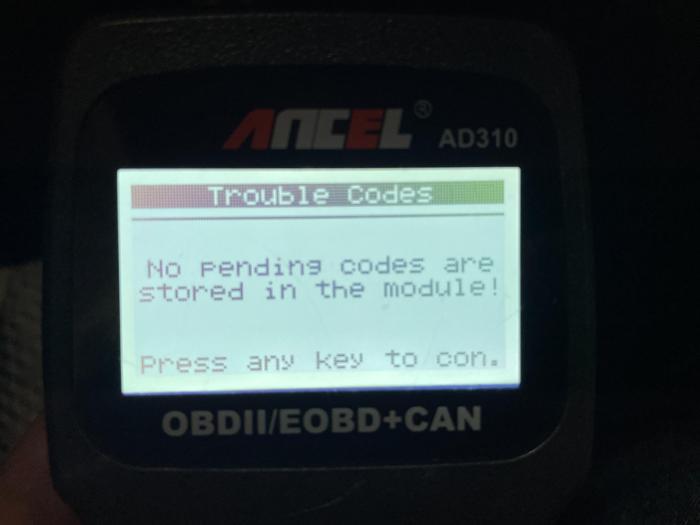 ANCEL®
AD310
Trouble Codes
No pending codes are
stored in the module!
Press any key to con.
OBDII/EOBD+CAN